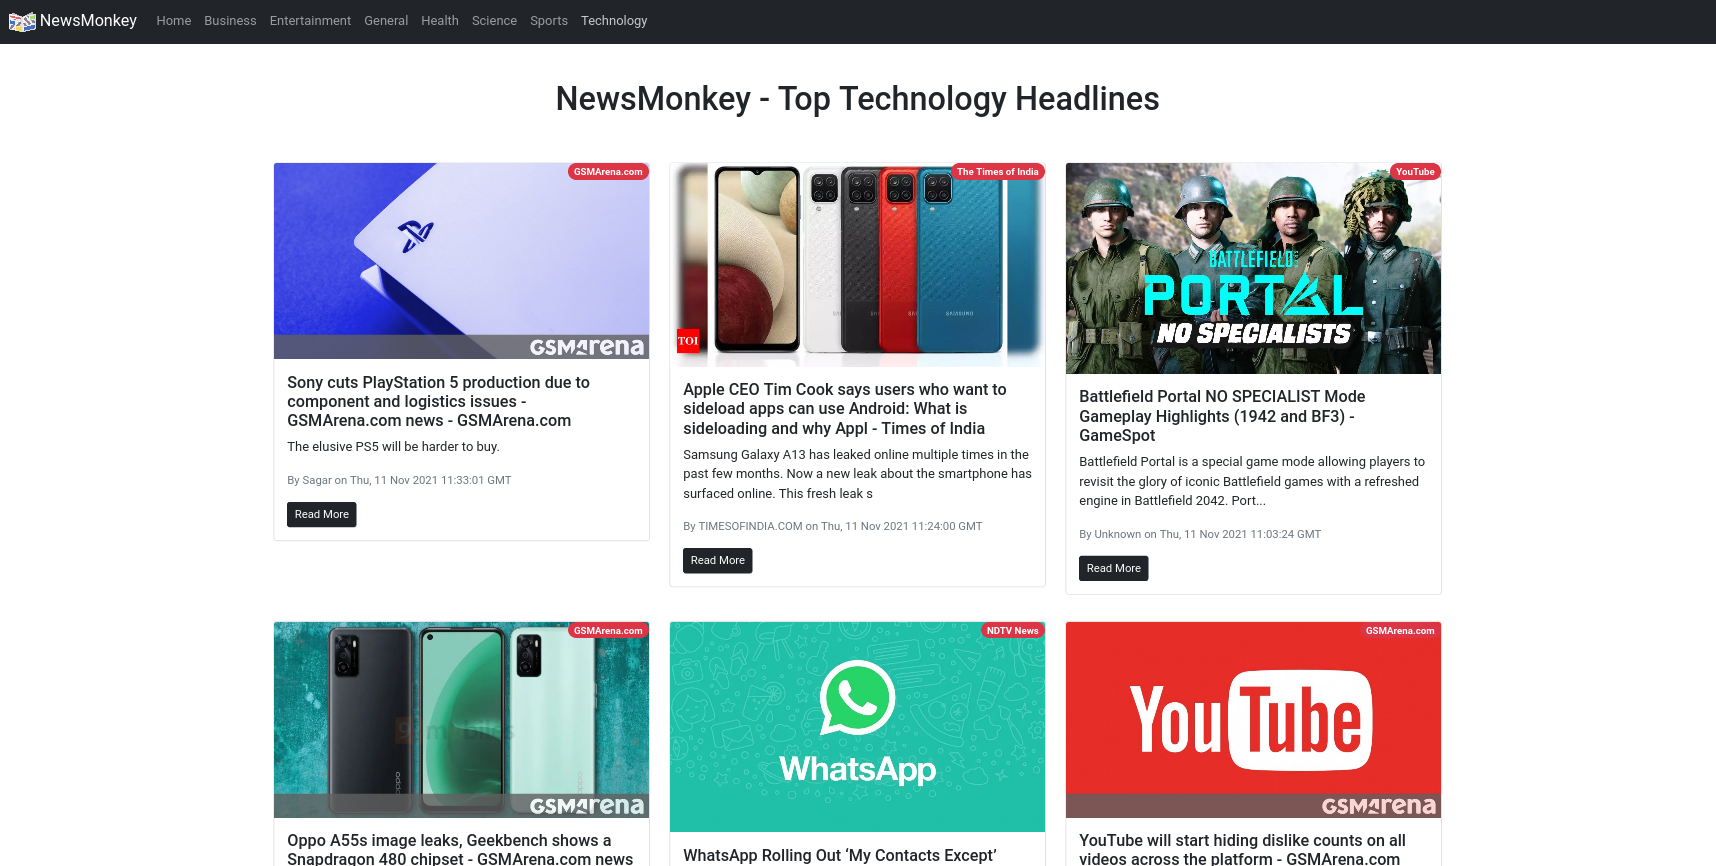 NewsMonkey Home Business Entertainment General Health Science Sports Technology
NewsMonkey - Top Technology Headlines
GSMArena.com
GSMArena
Sony cuts PlayStation 5 production due to
component and logistics issues -
GSMArena.com news - GSMArena.com
The elusive PS5 will be harder to buy.
By Sagar on Thu, 11 Nov 2021 11:33:01 GMT
Read More
The Times of India
SAMSUNG
TOI
Apple CEO Tim Cook says users who want to
sideload apps can use Android: What is
sideloading and why Appl - Times of India
Samsung Galaxy A13 has leaked online multiple times in the
past few months. Now a new leak about the smartphone has
surfaced online. This fresh leak s
By TIMESOFINDIA.COM on Thu, 11 Nov 2021 11:24:00 GMT
Read More
YouTube
BATTLEFIELD:
PORTAL
NO SPECIALISTS
Battlefield Portal NO SPECIALIST Mode
Gameplay Highlights (1942 and BF3) -
GameSpot
Battlefield Portal is a special game mode allowing players to
revisit the glory of iconic Battlefield games with a refreshed
engine in Battlefield 2042. Port...
By Unknown on Thu, 11 Nov 2021 11:03:24 GMT
Read More
GSMArena.com
oppo
GSMArena
Oppo A55s image leaks, Geekbench shows a
Snapdragon 480 chipset - GSMArena.com news
NDTV News
WhatsApp
WhatsApp Rolling Out ‘My Contacts Except’
GSMArena.com
YouTube
GSMArena
YouTube will start hiding dislike counts on all
videos across the platform - GSMArena.com